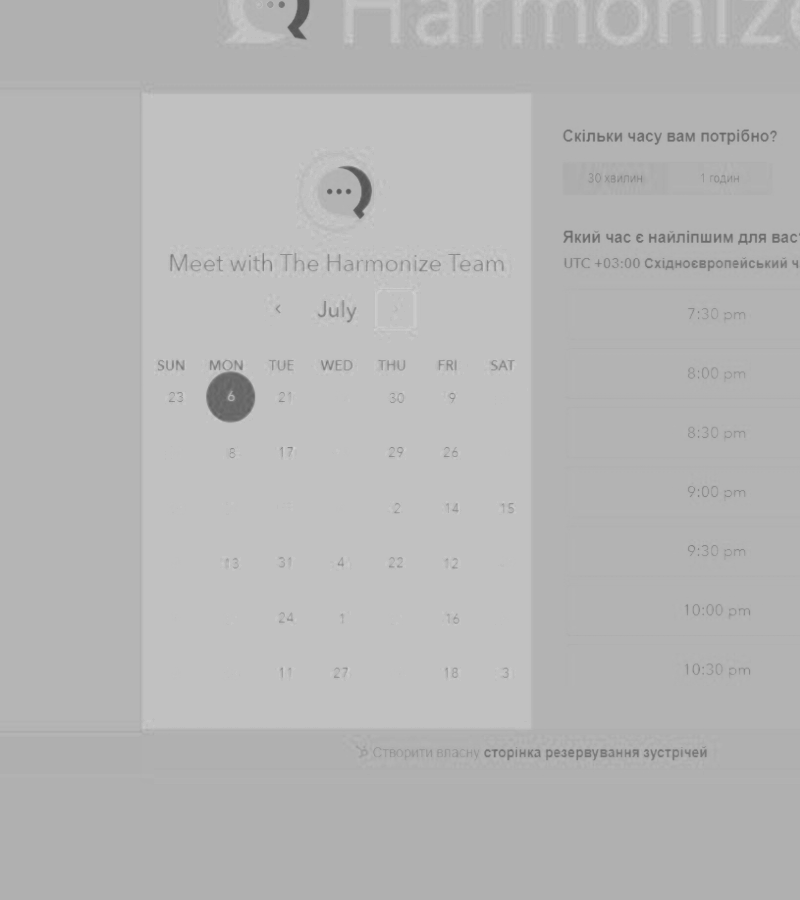 Harmonize
Meet with The Harmonize Team
July
SUN MON TUE WED THU FRI SAT
23 6 21 30 9
8 17 29 26
2 14 15
13 31 4 22 12
24 1 16
11 27 18 3
Скільки часу вам потрібно?
30 хвилин 1 годин
Який час є найліпшим для вас
UTC +03:00 Східноєвропейський ч
7:30 pm
8:00 pm
8:30 pm
9:00 pm
9:30 pm
10:00 pm
10:30 pm
Створити власну сторінка резервування зустрічей